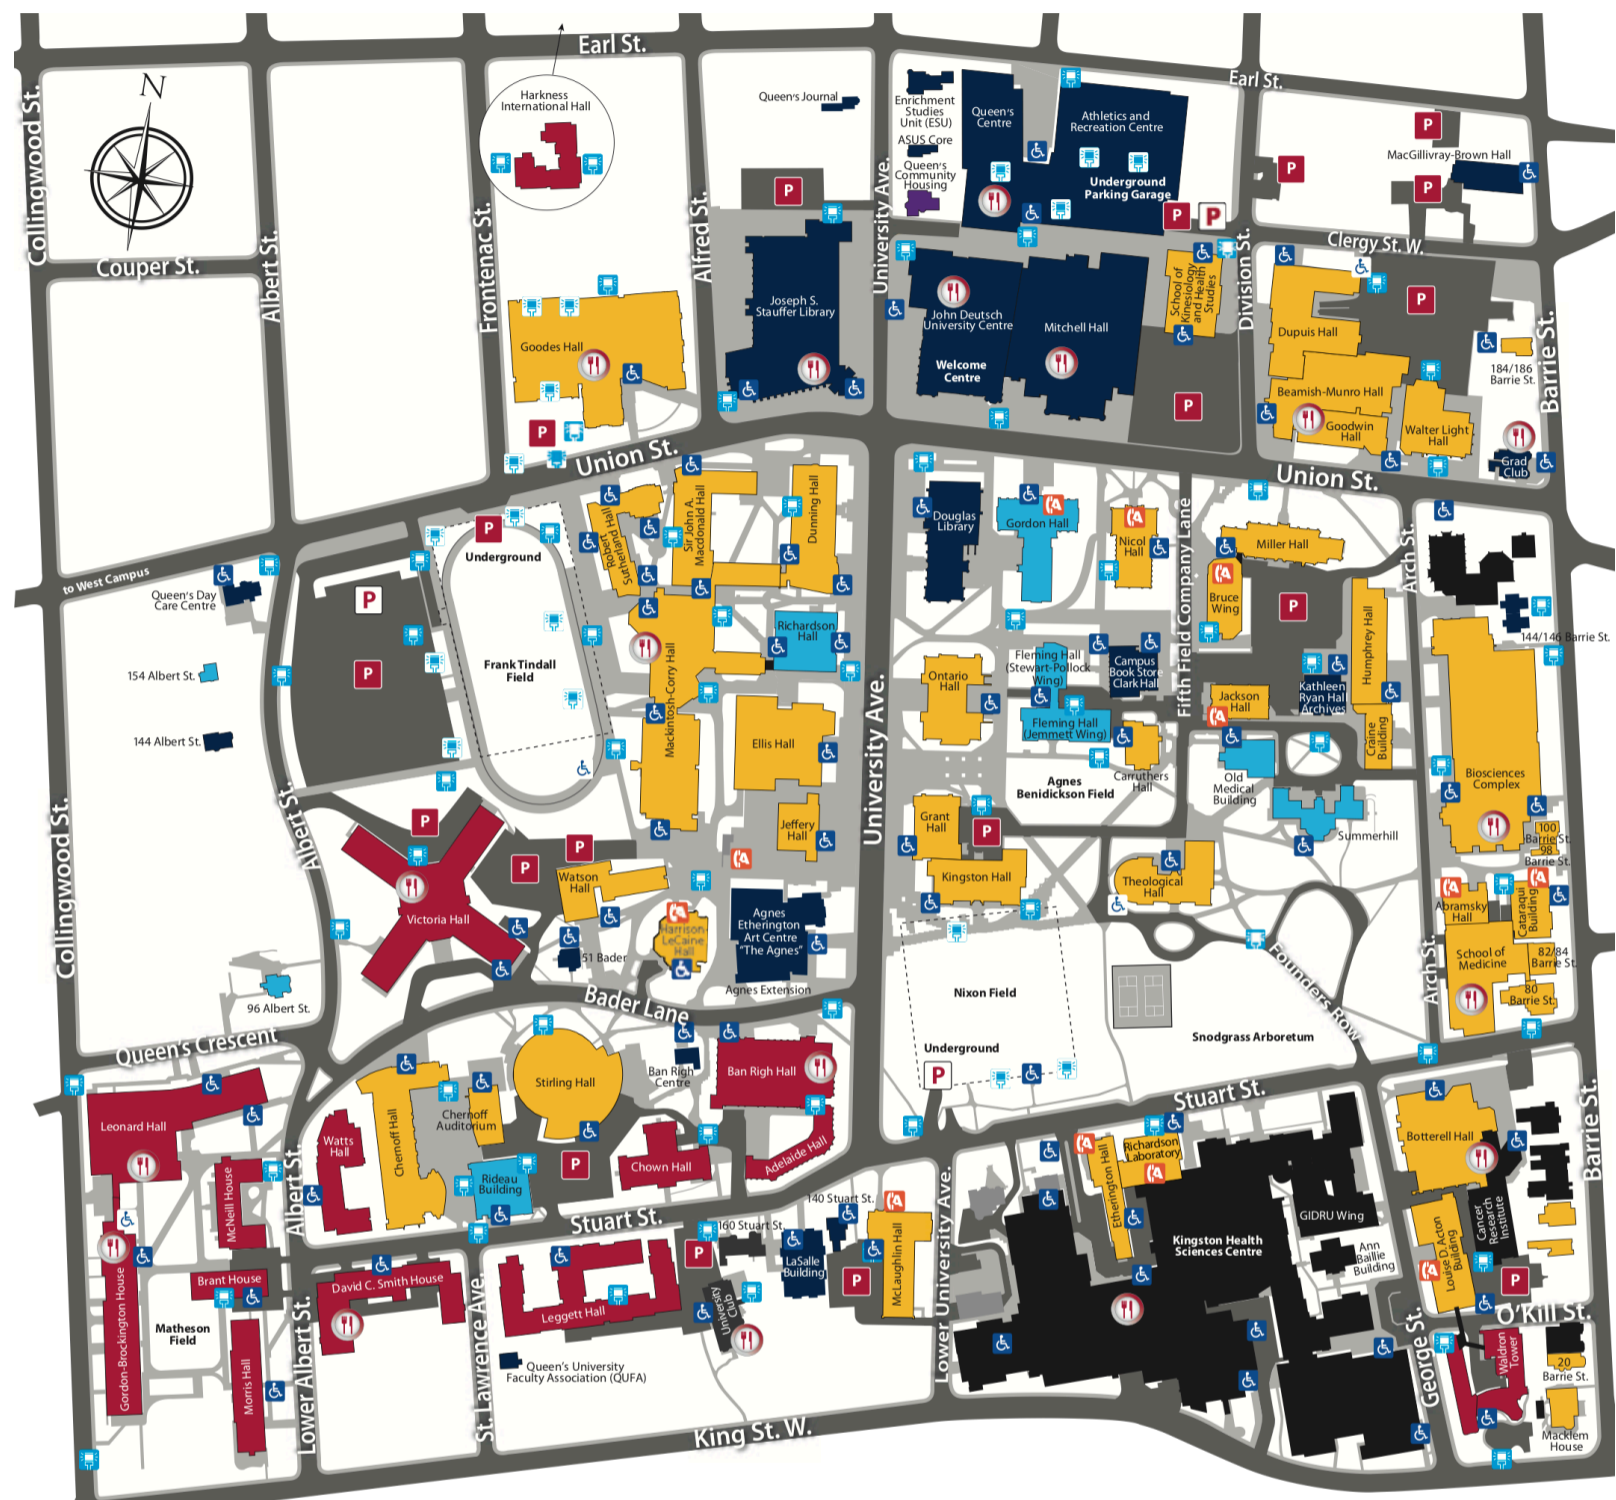 Earl St.
Earl St.
N
Harkness
International Hall
Queen's Journal
Enrichment
Studies
Unit (ESU)
ASUS Core
Queen's
Community
Housing
Queen's
Centre
Athletics and
Recreation Centre
Underground
Parking Garage
P
P
P
P
P
P
MacGillivray-Brown Hall
Collingwood St.
Couper St.
Albert St.
Frontenac St.
Alfred St.
University Ave.
Division St.
Clergy St. W.
Barrie St.
Goodes Hall
P
Joseph S.
Stauffer Library
John Deutsch
University Centre
Welcome
Centre
Mitchell Hall
School of
Kinesiology
and Health
Studies
P
Dupuis Hall
P
Beamish-Munro Hall
Goodwin
Hall
Walter Light
Hall
184/186
Barrie St.
Grad
Club
Union St.
Union St.
to West Campus
Queen's Day
Care Centre
154 Albert St.
144 Albert St.
P
P
P
Underground
Frank Tindall
Field
Robert
Sutherland Hall
Sir John A.
Macdonald Hall
Dunning Hall
Richardson
Hall
Mackintosh-Corry Hall
Ellis Hall
Jeffery
Hall
Douglas
Library
Gordon Hall
Nicol
Hall
Fifth Field Company Lane
Miller Hall
Bruce
Wing
P
Humphrey Hall
Arch St.
144/146 Barrie St.
Ontario
Hall
Fleming Hall
(Stewart-Pollock
Wing)
Campus
Book Store
Clark Hall
Fleming Hall
(Jemmett Wing)
Carruthers
Hall
Jackson
Hall
Kathleen
Ryan Hall
Archives
Craine
Building
Old
Medical
Building
Summerhill
Biosciences
Complex
100
Barrie St.
98
Barrie St.
Agnes
Benidickson Field
Grant
Hall
P
Kingston Hall
Theological
Hall
Abramsky
Hall
Cataraqui
Building
School of
Medicine
82/84
Barrie St.
80
Barrie St.
Arch St.
University Ave.
Albert St.
Collingwood St.
P
P
P
Victoria Hall
Watson
Hall
Harrison-
LeCaine
Hall
Agnes
Etherington
Art Centre
"The Agnes"
Agnes Extension
51 Bader
Bader Lane
96 Albert St.
Queen's Crescent
Nixon Field
Underground
P
Snodgrass Arboretum
Founders Row
Stuart St.
Leonard Hall
McNeill House
Albert St.
Watts
Hall
Chernoff Hall
Chernoff
Auditorium
Stirling Hall
Ban Righ
Centre
Ban Righ Hall
Adelaide Hall
Chown Hall
P
Rideau
Building
Stuart St.
Gordon-Brockington House
Brant House
Matheson
Field
Morris Hall
Lower Albert St.
David C. Smith House
St. Lawrence Ave.
Leggett Hall
P
160 Stuart St.
140 Stuart St.
LaSalle
Building
University
Club
P
McLaughlin Hall
Queen's University
Faculty Association (QUFA)
Lower University Ave.
Etherington Hall
Richardson
Laboratory
Kingston Health
Sciences Centre
GIDRU Wing
Ann
Baillie
Building
Botterell Hall
Cancer
Research
Institute
Louise D. Acton
Building
P
O'Kill St.
George St.
Barrie St.
Waldron
Tower
20
Barrie St.
Macklem
House
King St. W.